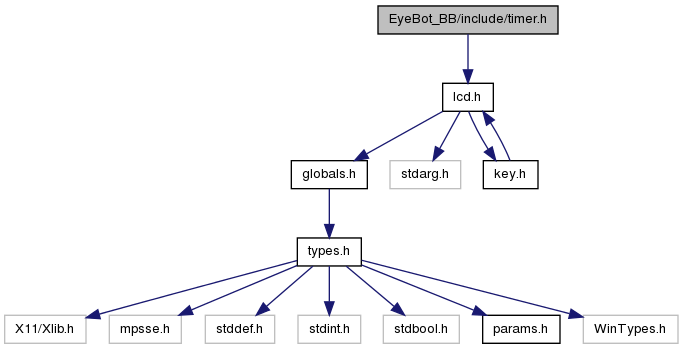 EyeBot_BB/include/timer.h
lcd.h
globals.h
stdarg.h
key.h
types.h
X11/Xlib.h
mpsse.h
stddef.h
stdint.h
stdbool.h
params.h
WinTypes.h